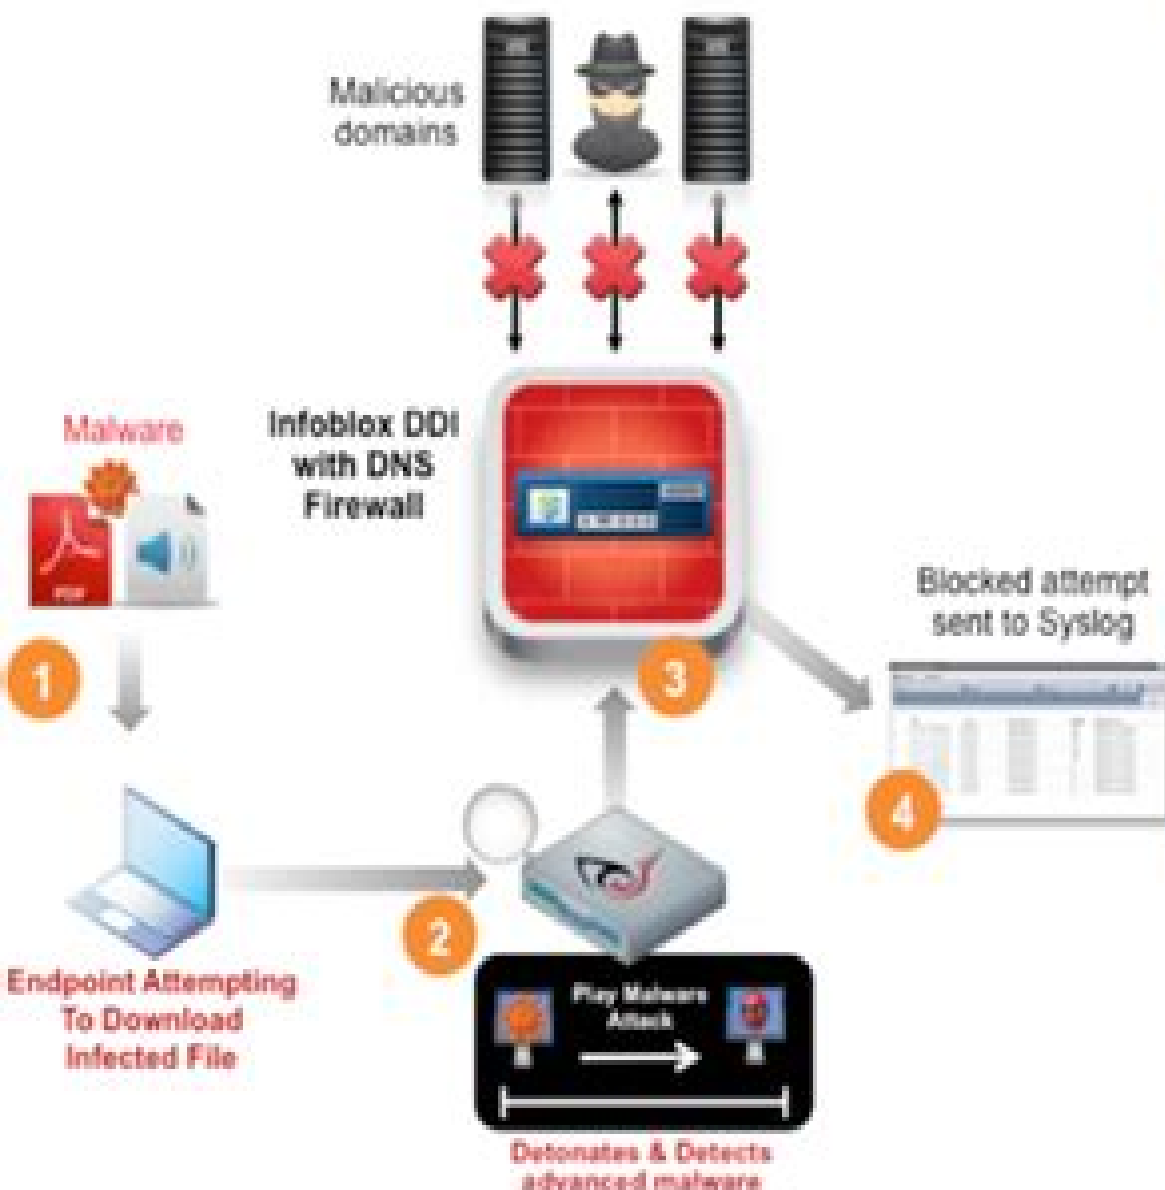 Malicious
domains
Malware
Infoblox DDI
with DNS
Firewall
PDF
Blocked attempt
sent to Syslog
1
3
4
2
Endpoint Attempting
To Download
Infected File
Play Malware
Attack
Detonates & Detects
advanced malware